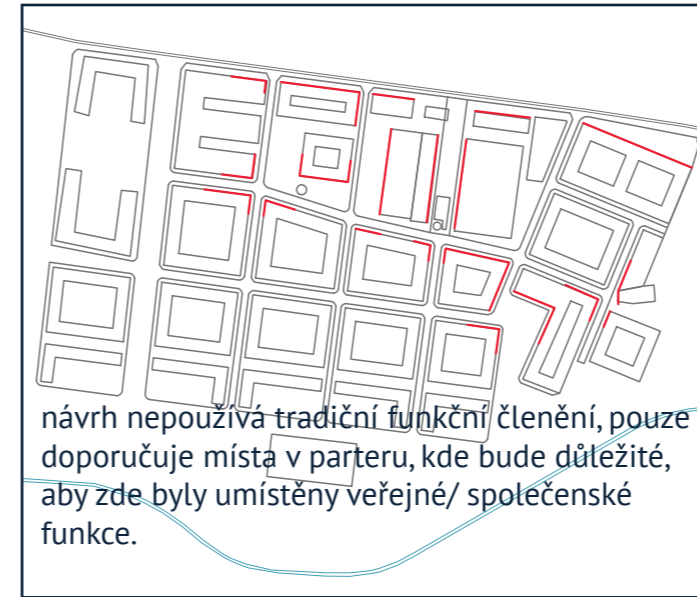 návrh nepoužívá tradiční funkční členění, pouze
doporučuje místa v parteru, kde bude důležité,
aby zde byly umístěny veřejné/ společenské
funkce.